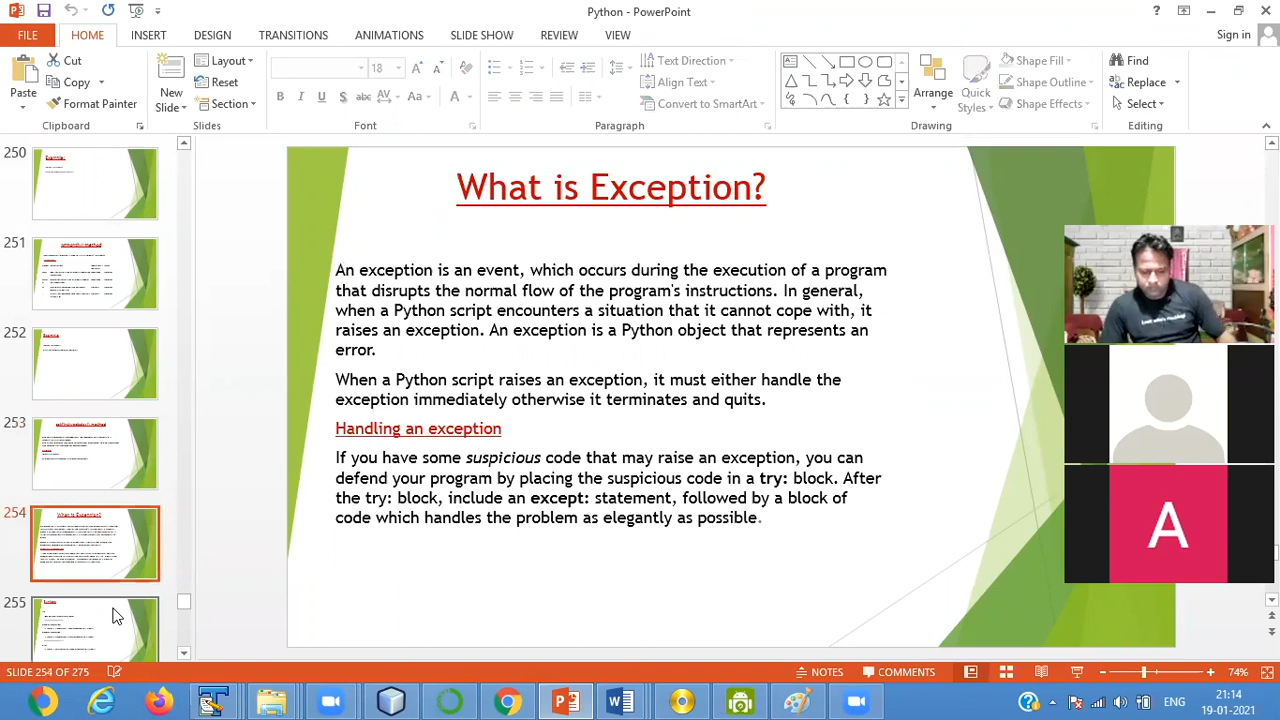 Python - PowerPoint
?
FILE
HOME
INSERT
DESIGN
TRANSITIONS
ANIMATIONS
SLIDE SHOW
REVIEW
VIEW
Sign in
Paste
Cut
Copy
Format Painter
Clipboard
New
Slide
Layout
Reset
Section
Slides
18
B I U S abc AV Aa A
Font
Text Direction
Align Text
Convert to SmartArt
Paragraph
Arrange
Quick
Styles
Shape Fill
Shape Outline
Shape Effects
Drawing
Find
Replace
Select
Editing
250
Example:
251
252
Example
253
254
What is Exception?
255
What is Exception?
An exception is an event, which occurs during the execution of a program
that disrupts the normal flow of the program's instructions. In general,
when a Python script encounters a situation that it cannot cope with, it
raises an exception. An exception is a Python object that represents an
error.
When a Python script raises an exception, it must either handle the
exception immediately otherwise it terminates and quits.
Handling an exception
If you have some suspicious code that may raise an exception, you can
defend your program by placing the suspicious code in a try: block. After
the try: block, include an except: statement, followed by a block of
code which handles the problem as elegantly as possible.
A
SLIDE 254 OF 275
NOTES
COMMENTS
74%
ENG
21:14
19-01-2021